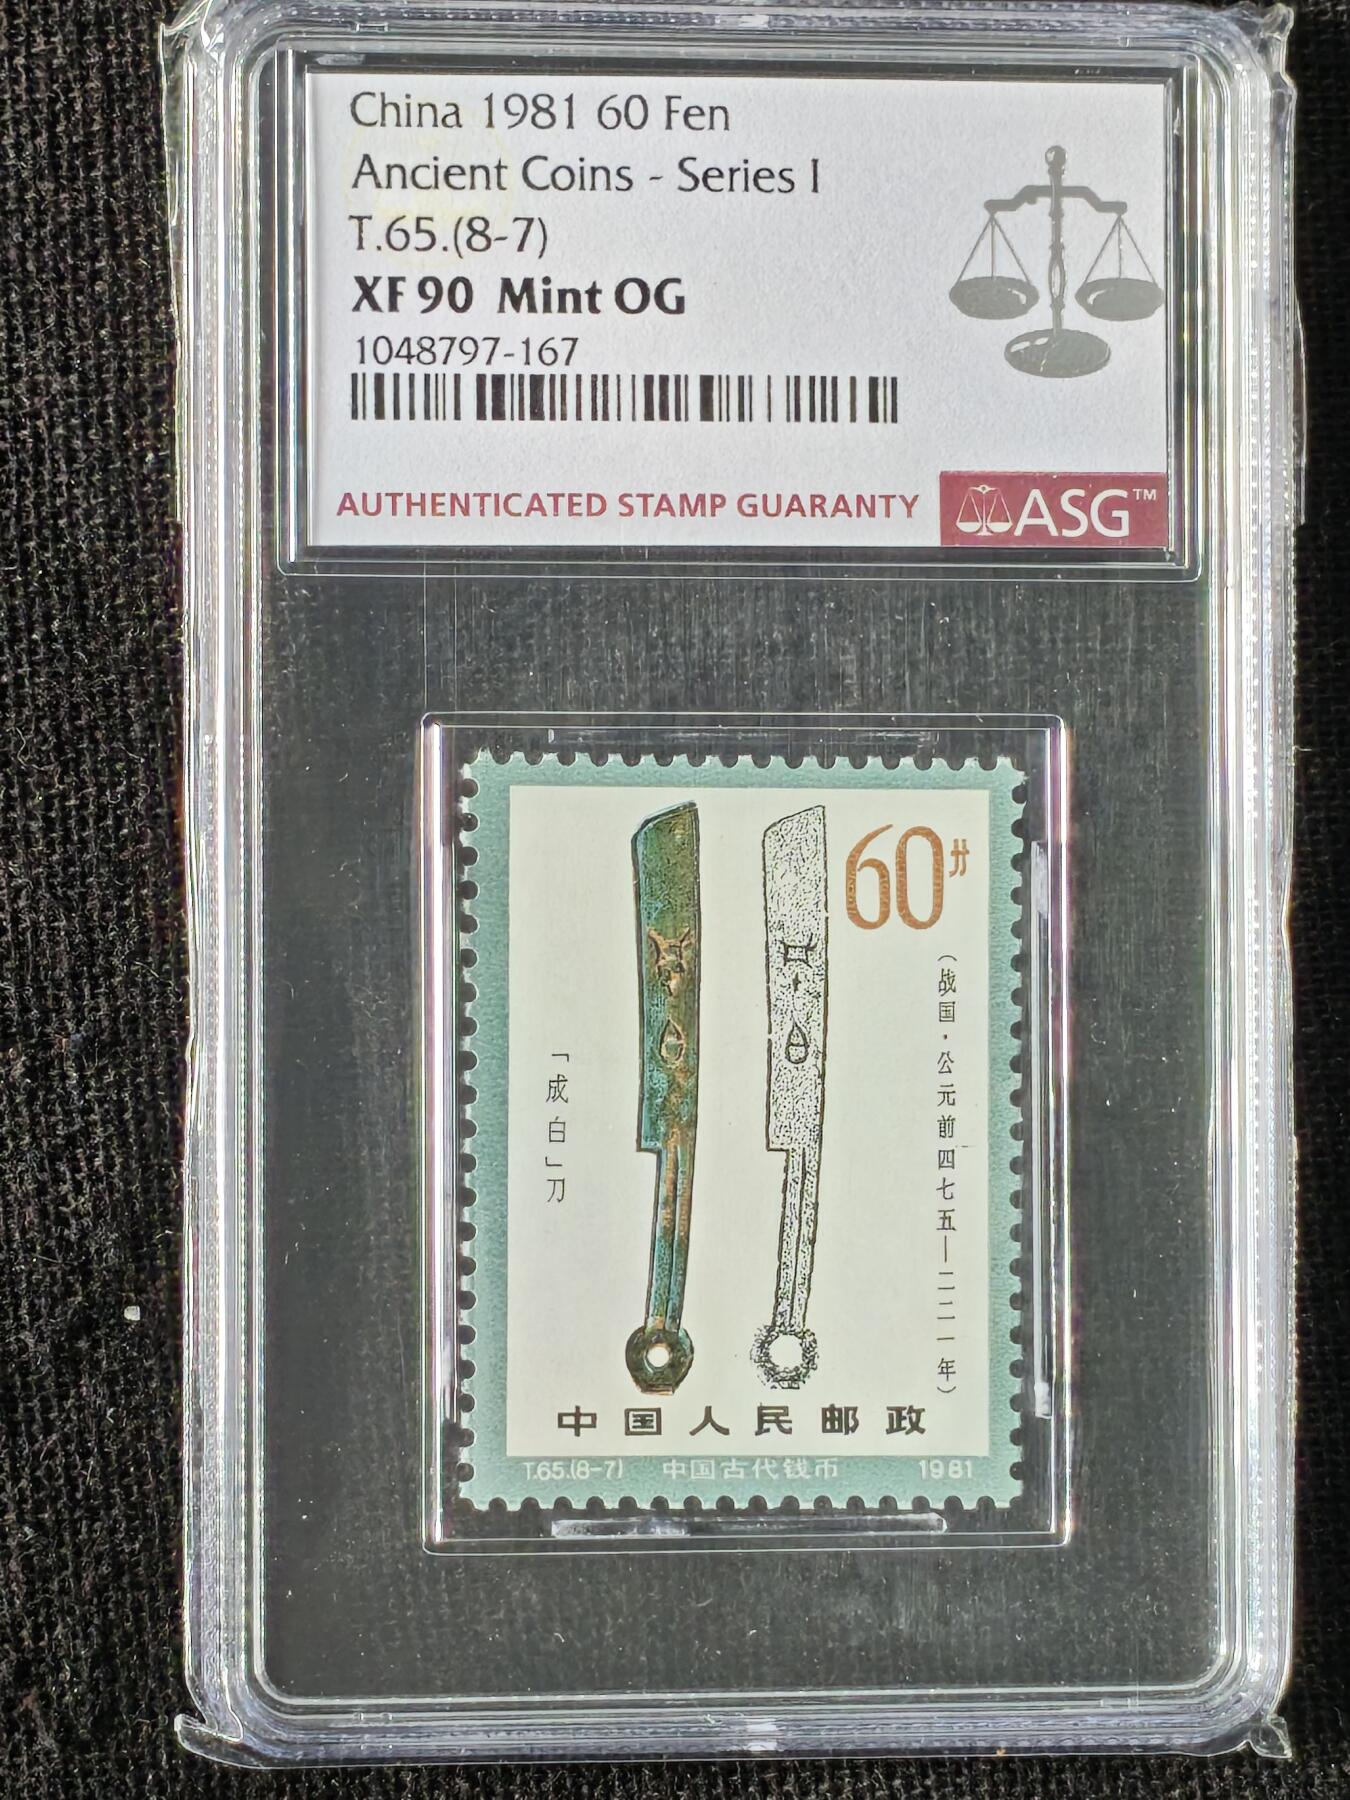 China 1981 60 Fen
Ancient Coins - Series I
T.65.(8-7)
XF 90 Mint OG
1048797-167
AUTHENTICATED STAMP GUARANTY
ASG™
60分
（战国·公元前四七五—二二一年）
「成白」刀
中国人民邮政
T.65.(8-7) 中国古代钱币 1981